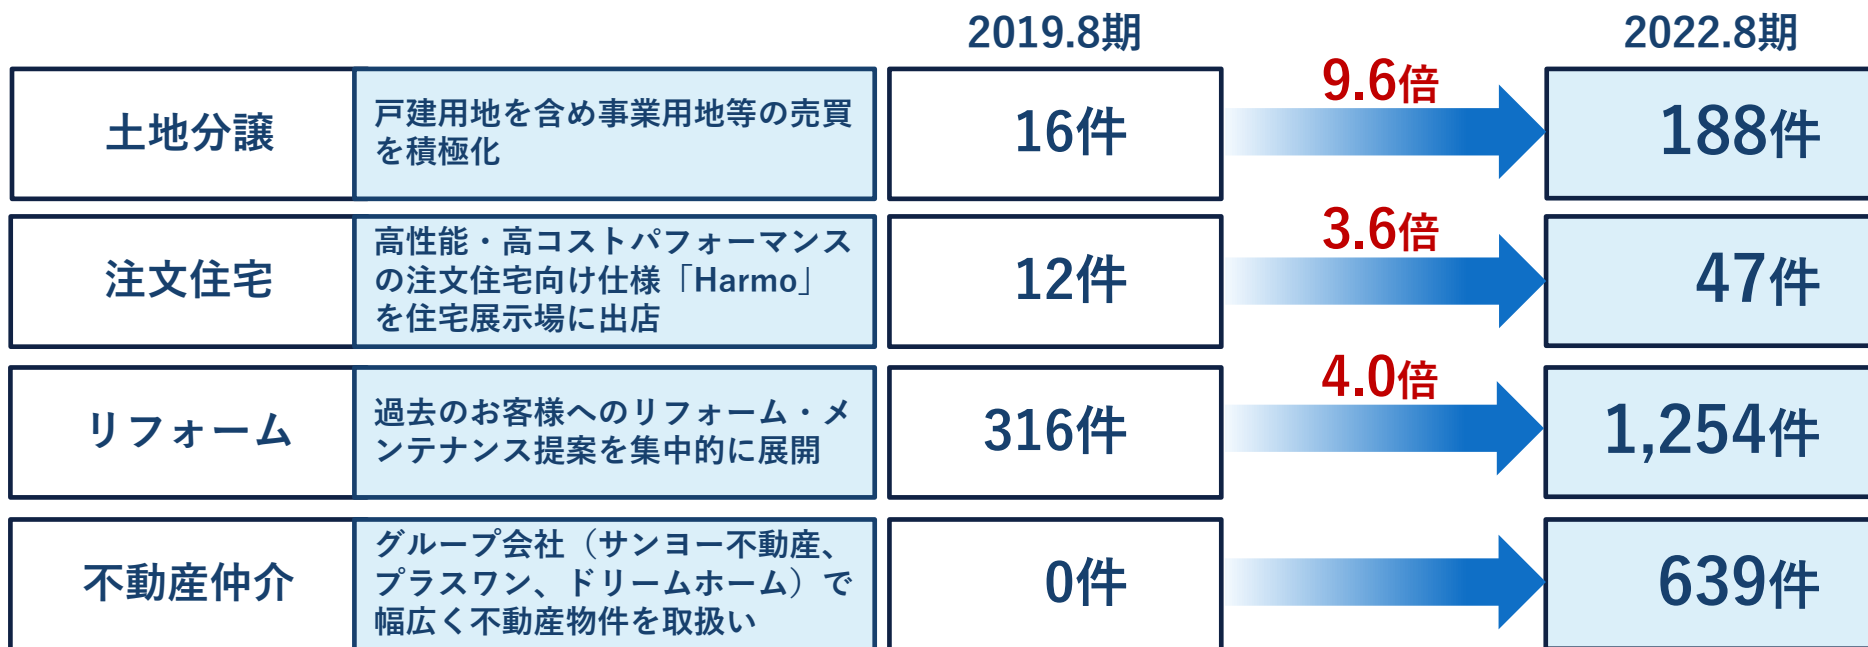 2019.8期
2022.8期
土地分譲
戸建用地を含め事業用地等の売買
を積極化
16件
9.6倍
188件
注文住宅
高性能・高コストパフォーマンス
の注文住宅向け仕様「Harmo」
を住宅展示場に出店
12件
3.6倍
47件
リフォーム
過去のお客様へのリフォーム・メ
ンテナンス提案を集中的に展開
316件
4.0倍
1,254件
不動産仲介
グループ会社（サンヨー不動産、
プラスワン、ドリームホーム）で
幅広く不動産物件を取扱い
0件
639件